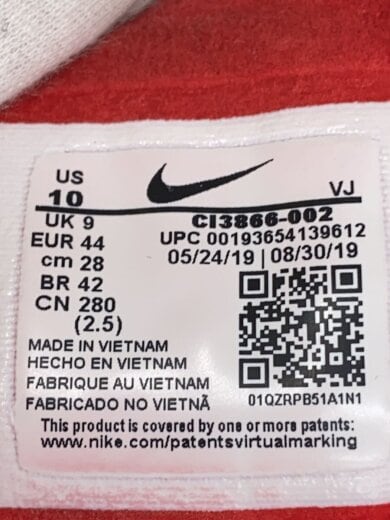 US
10
VJ
UK 9
CI3866-002
EUR 44
UPC 00193654139612
cm 28
05/24/19 | 08/30/19
BR 42
CN 280
(2.5)
MADE IN VIETNAM
HECHO EN VIETNAM
FABRIQUE AU VIETNAM
FABRICADO NO VIETNÃ
01QZRPB51A1N1
This product is covered by one or more patents:
www.nike.com/patentsvirtualmarking